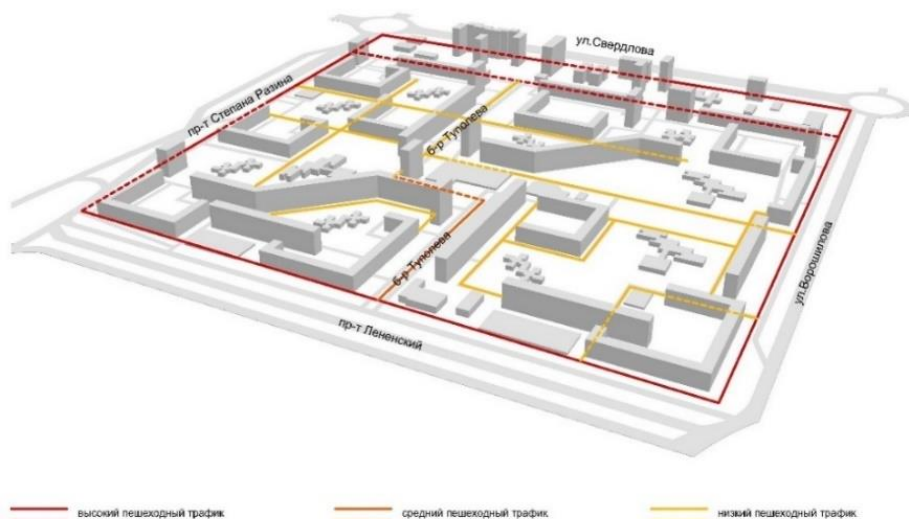 ул.Свердлова
пр-т Степана Разина
б-р.Туполева
б-р.Туполева
ул.Ворошилова
пр-т Лененский
высокий пешеходный трафик
средний пешеходный трафик
низкий пешеходный трафик